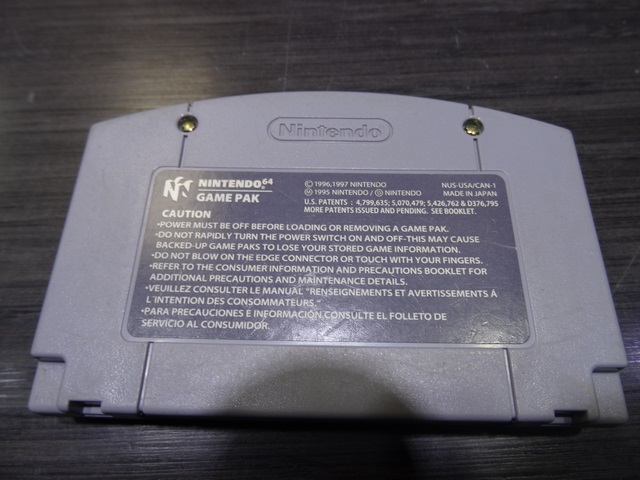 Nintendo
NINTENDO64
GAME PAK
©1996,1997 NINTENDO
Ⓜ1995 NINTENDO / Ⓢ NINTENDO
NUS-USA/CAN-1
MADE IN JAPAN
U.S. PATENTS : 4,799,635; 5,070,479; 5,426,762 & D376,795
MORE PATENTS ISSUED AND PENDING. SEE BOOKLET.
CAUTION
•POWER MUST BE OFF BEFORE LOADING OR REMOVING A GAME PAK.
•DO NOT RAPIDLY TURN THE POWER SWITCH ON AND OFF-THIS MAY CAUSE
BACKED-UP GAME PAKS TO LOSE YOUR STORED GAME INFORMATION.
•DO NOT BLOW ON THE EDGE CONNECTOR OR TOUCH WITH YOUR FINGERS.
•REFER TO THE CONSUMER INFORMATION AND PRECAUTIONS BOOKLET FOR
ADDITIONAL PRECAUTIONS AND MAINTENANCE DETAILS.
•VEUILLEZ CONSULTER LE MANUAL "RENSEIGNEMENTS ET AVERTISSEMENTS Á
L'INTENTION DES CONSOMMATEURS."
•PARA PRECAUCIONES E INFORMACIÓN CONSULTE EL FOLLETO DE
SERVICIO AL CONSUMIDOR.